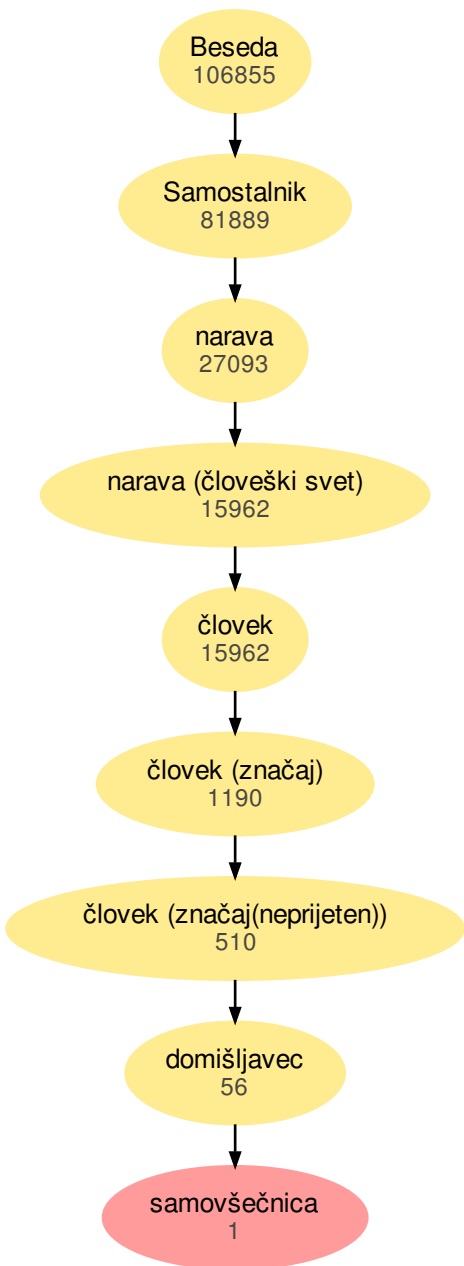 Beseda
106855
Samostalnik
81889
narava
27093
narava (človeški svet)
15962
človek
15962
človek (značaj)
1190
človek (značaj(neprijeten))
510
domišljavec
56
samovšečnica
1